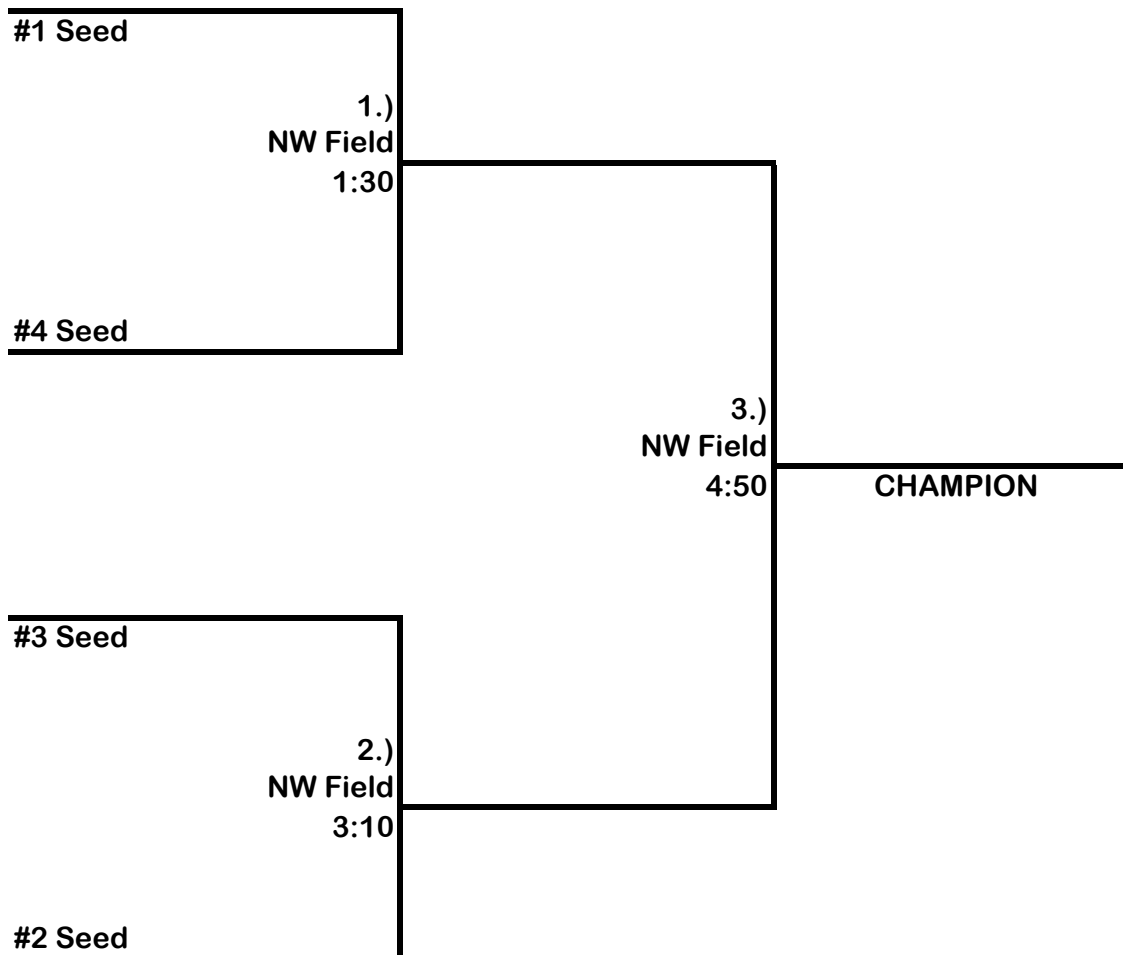 #1 Seed
1.)
NW Field
1:30
#4 Seed
3.)
NW Field
4:50
CHAMPION
#3 Seed
2.)
NW Field
3:10
#2 Seed